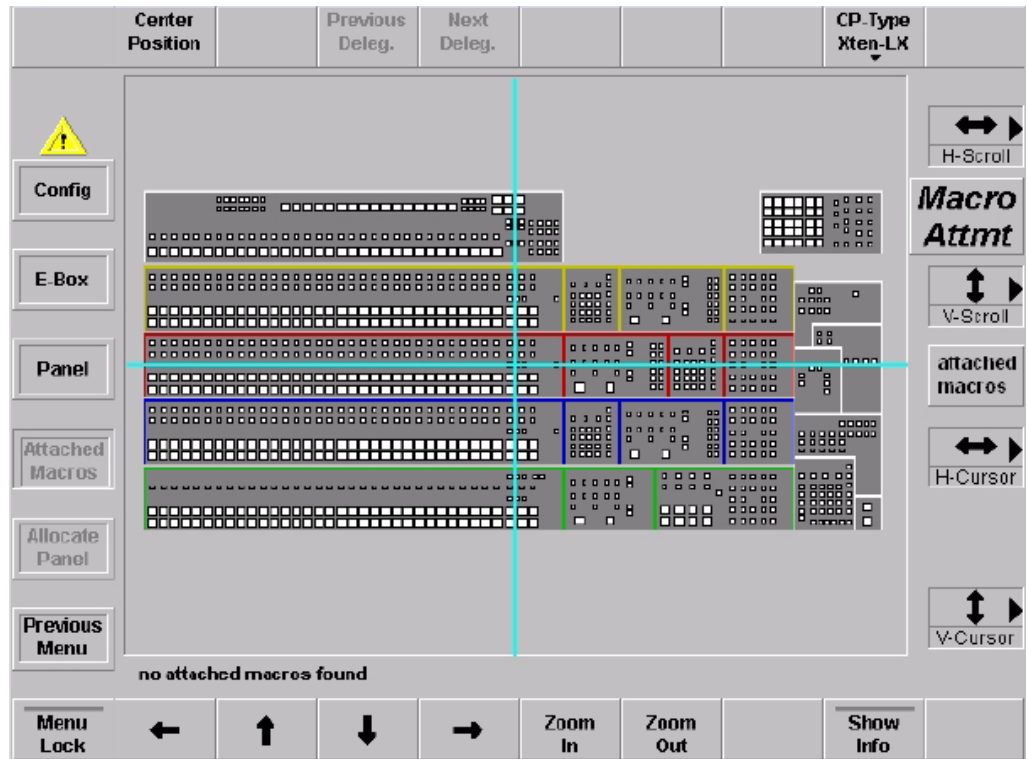 Center
Position
Previous
Deleg.
Next
Deleg.
CP-Type
Xten-LX
Config
E-Box
Panel
Attached
Macros
Allocate
Panel
Previous
Menu
H-Scroll
Macro
Attmt
V-Scroll
attached
macros
H-Cursor
V-Cursor
no attached macros found
Menu
Lock
Zoom
In
Zoom
Out
Show
Info